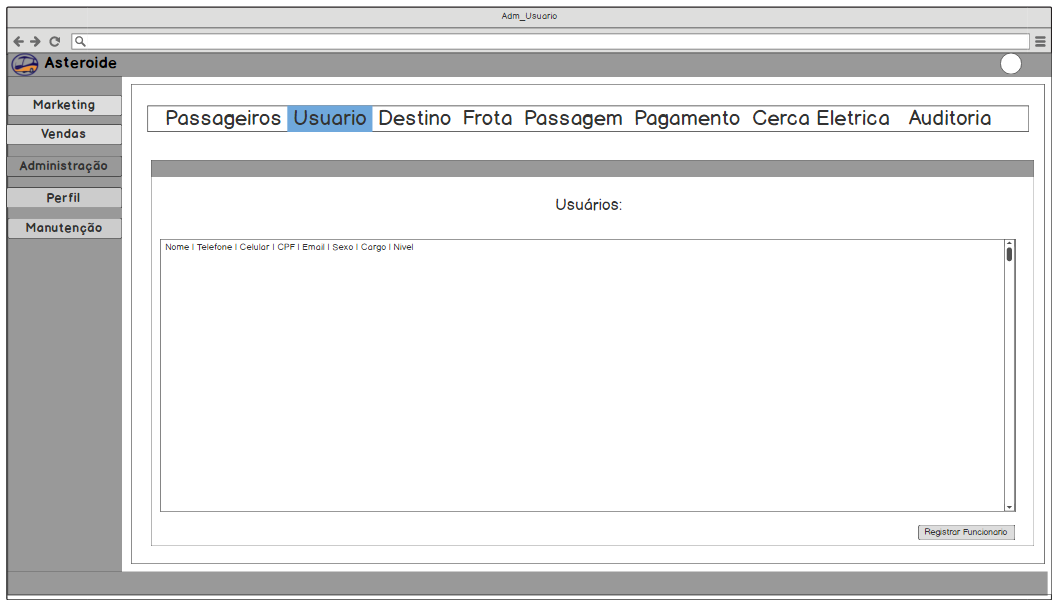 Adm_Usuario
Asteroide
Marketing
Vendas
Administração
Perfil
Manutenção
Passageiros Usuario Destino Frota Passagem Pagamento Cerca Eletrica Auditoria
Usuários:
Nome | Telefone | Celular | CPF | Email | Sexo | Cargo | Nivel
Registrar Funcionario